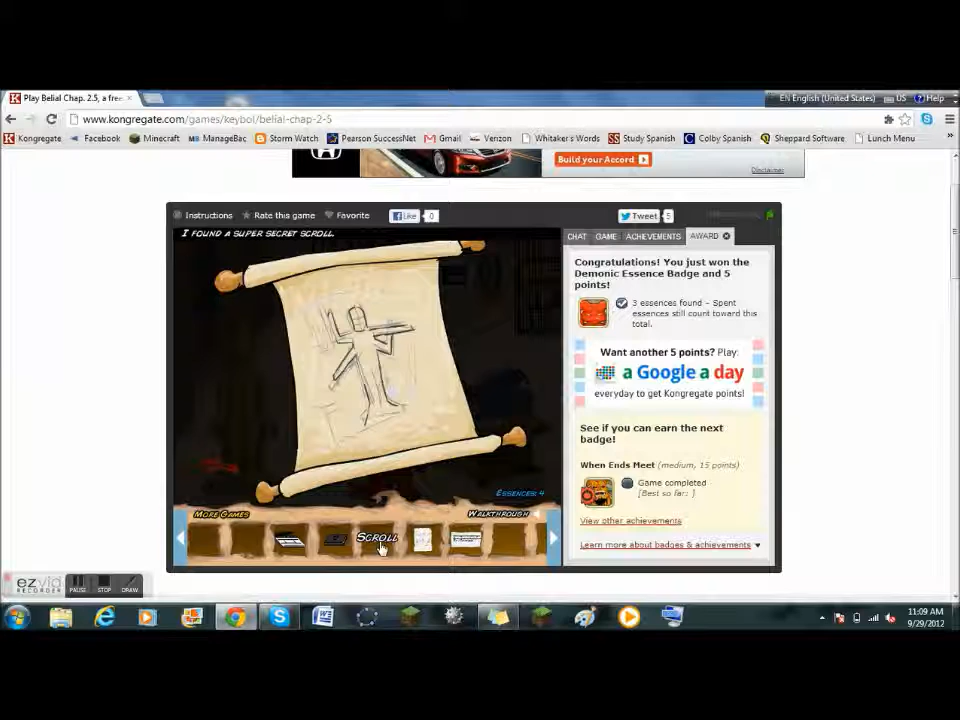 Play Belial Chap. 2.5, a free
EN English (United States) US Help
www.kongregate.com/games/keybol/belial-chap-2-5
Kongregate Facebook Minecraft ManageBac Storm Watch Pearson SuccessNet Gmail Verizon Whitaker's Words Study Spanish Colby Spanish Sheppard Software Lunch Menu »
Build your Accord
Disclaimer
Instructions Rate this game Favorite Like 0 Tweet 5
I FOUND A SUPER SECRET SCROLL.
CHAT GAME ACHIEVEMENTS AWARD
Congratulations! You just won the
Demonic Essence Badge and 5
points!
3 essences found - Spent
essences still count toward this
total.
Want another 5 points? Play:
a Google a day
everyday to get Kongregate points!
See if you can earn the next
badge!
When Ends Meet (medium, 15 points)
Game completed
[Best so far: ]
View other achievements
Learn more about badges & achievements
ESSENCES: 4
MORE GAMES
WALKTHROUGH
SCROLL
ezvid
RECORDER
PAUSE STOP DRAW
11:09 AM
9/29/2012